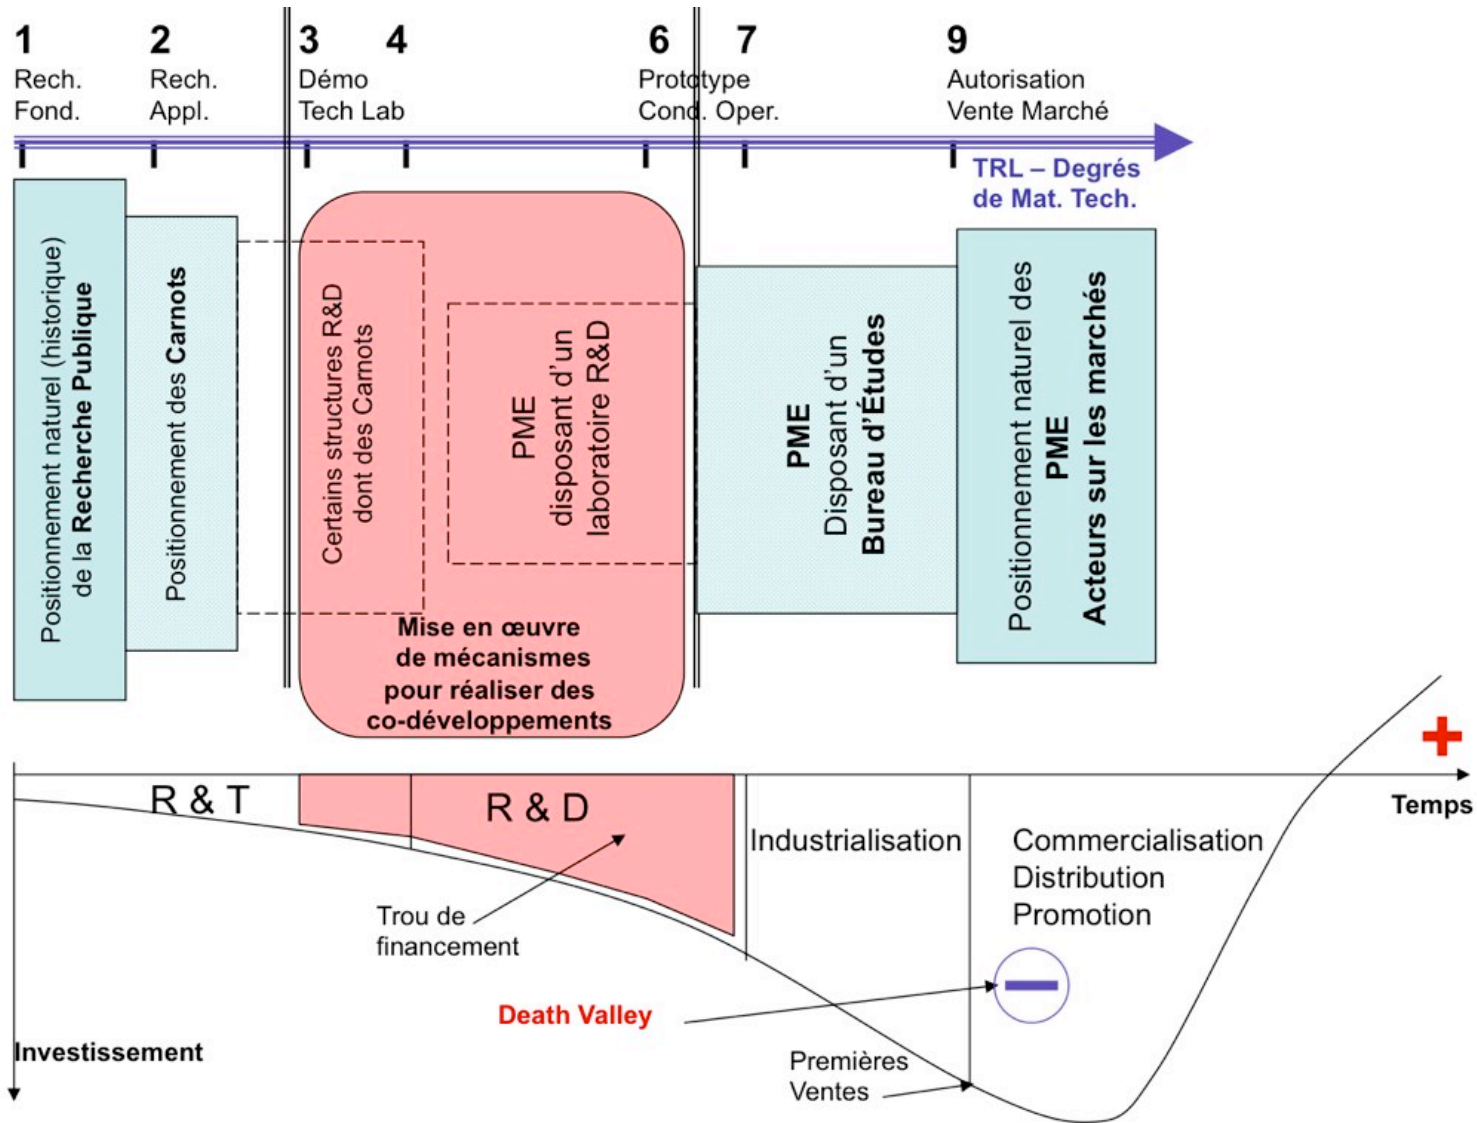 1
Rech.
Fond.
2
Rech.
Appl.
3
4
Démo
Tech Lab
6
7
Prototype
Cond. Oper.
9
Autorisation
Vente Marché
TRL – Degrés
de Mat. Tech.
Positionnement naturel (historique)
de la Recherche Publique
Positionnement des Carnots
Certains structures R&D
dont des Carnots
PME
disposant d’un
laboratoire R&D
Mise en œuvre
de mécanismes
pour réaliser des
co-développements
PME
Disposant d’un
Bureau d’Études
Positionnement naturel des
PME
Acteurs sur les marchés
+
Temps
R & T
R & D
Industrialisation
Commercialisation
Distribution
Promotion
Trou de
financement
Death Valley
Investissement
Premières
Ventes